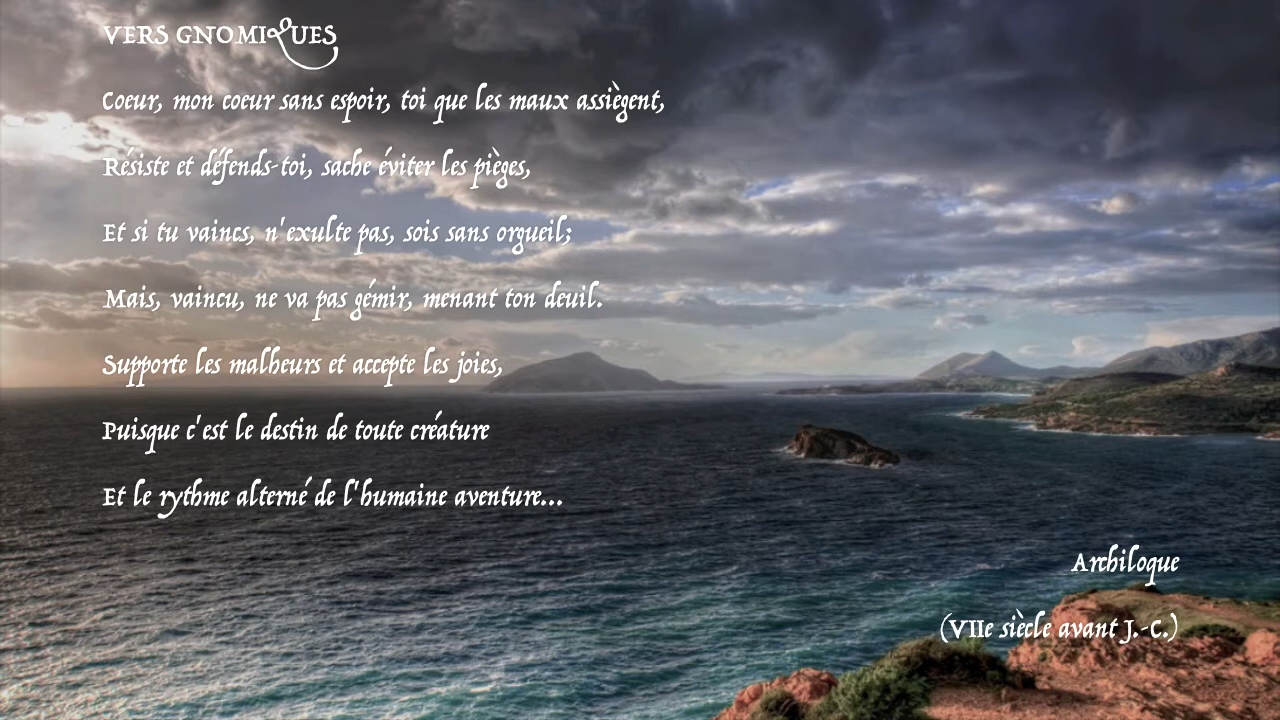 VERS GNOMIQUES
Coeur, mon coeur sans espoir, toi que les maux assiègent,
Résiste et défends-toi, sache éviter les pièges,
Et si tu vaincs, n'exulte pas, sois sans orgueil;
Mais, vaincu, ne va pas gémir, menant ton deuil.
Supporte les malheurs et accepte les joies,
Puisque c'est le destin de toute créature
Et le rythme alterné de l'humaine aventure...
Archiloque
(VIIe siècle avant J.-C.)